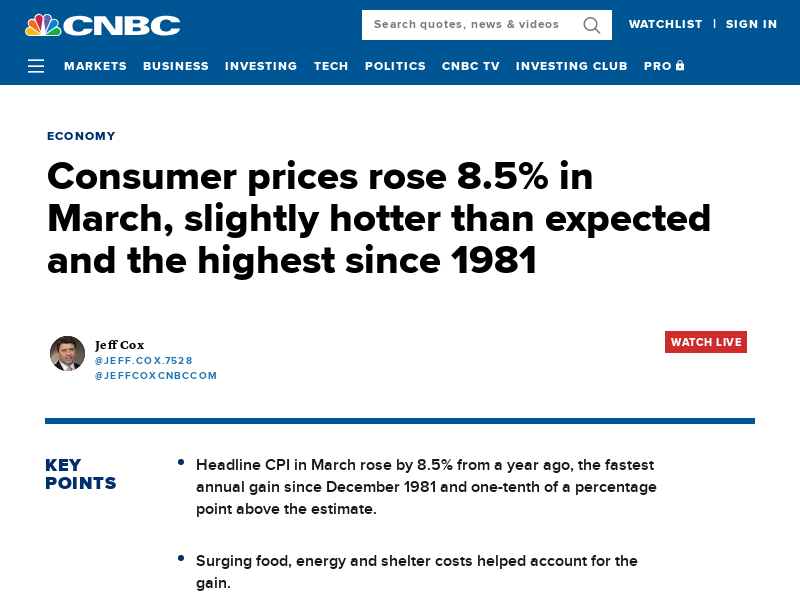 CNBC
Search quotes, news & videos
WATCHLIST | SIGN IN
MARKETS BUSINESS INVESTING TECH POLITICS CNBC TV INVESTING CLUB PRO
ECONOMY
Consumer prices rose 8.5% in
March, slightly hotter than expected
and the highest since 1981
Jeff Cox
@JEFF.COX.7528
@JEFFCOXCNBCCOM
WATCH LIVE
KEY
POINTS
Headline CPI in March rose by 8.5% from a year ago, the fastest
annual gain since December 1981 and one-tenth of a percentage
point above the estimate.
Surging food, energy and shelter costs helped account for the
gain.